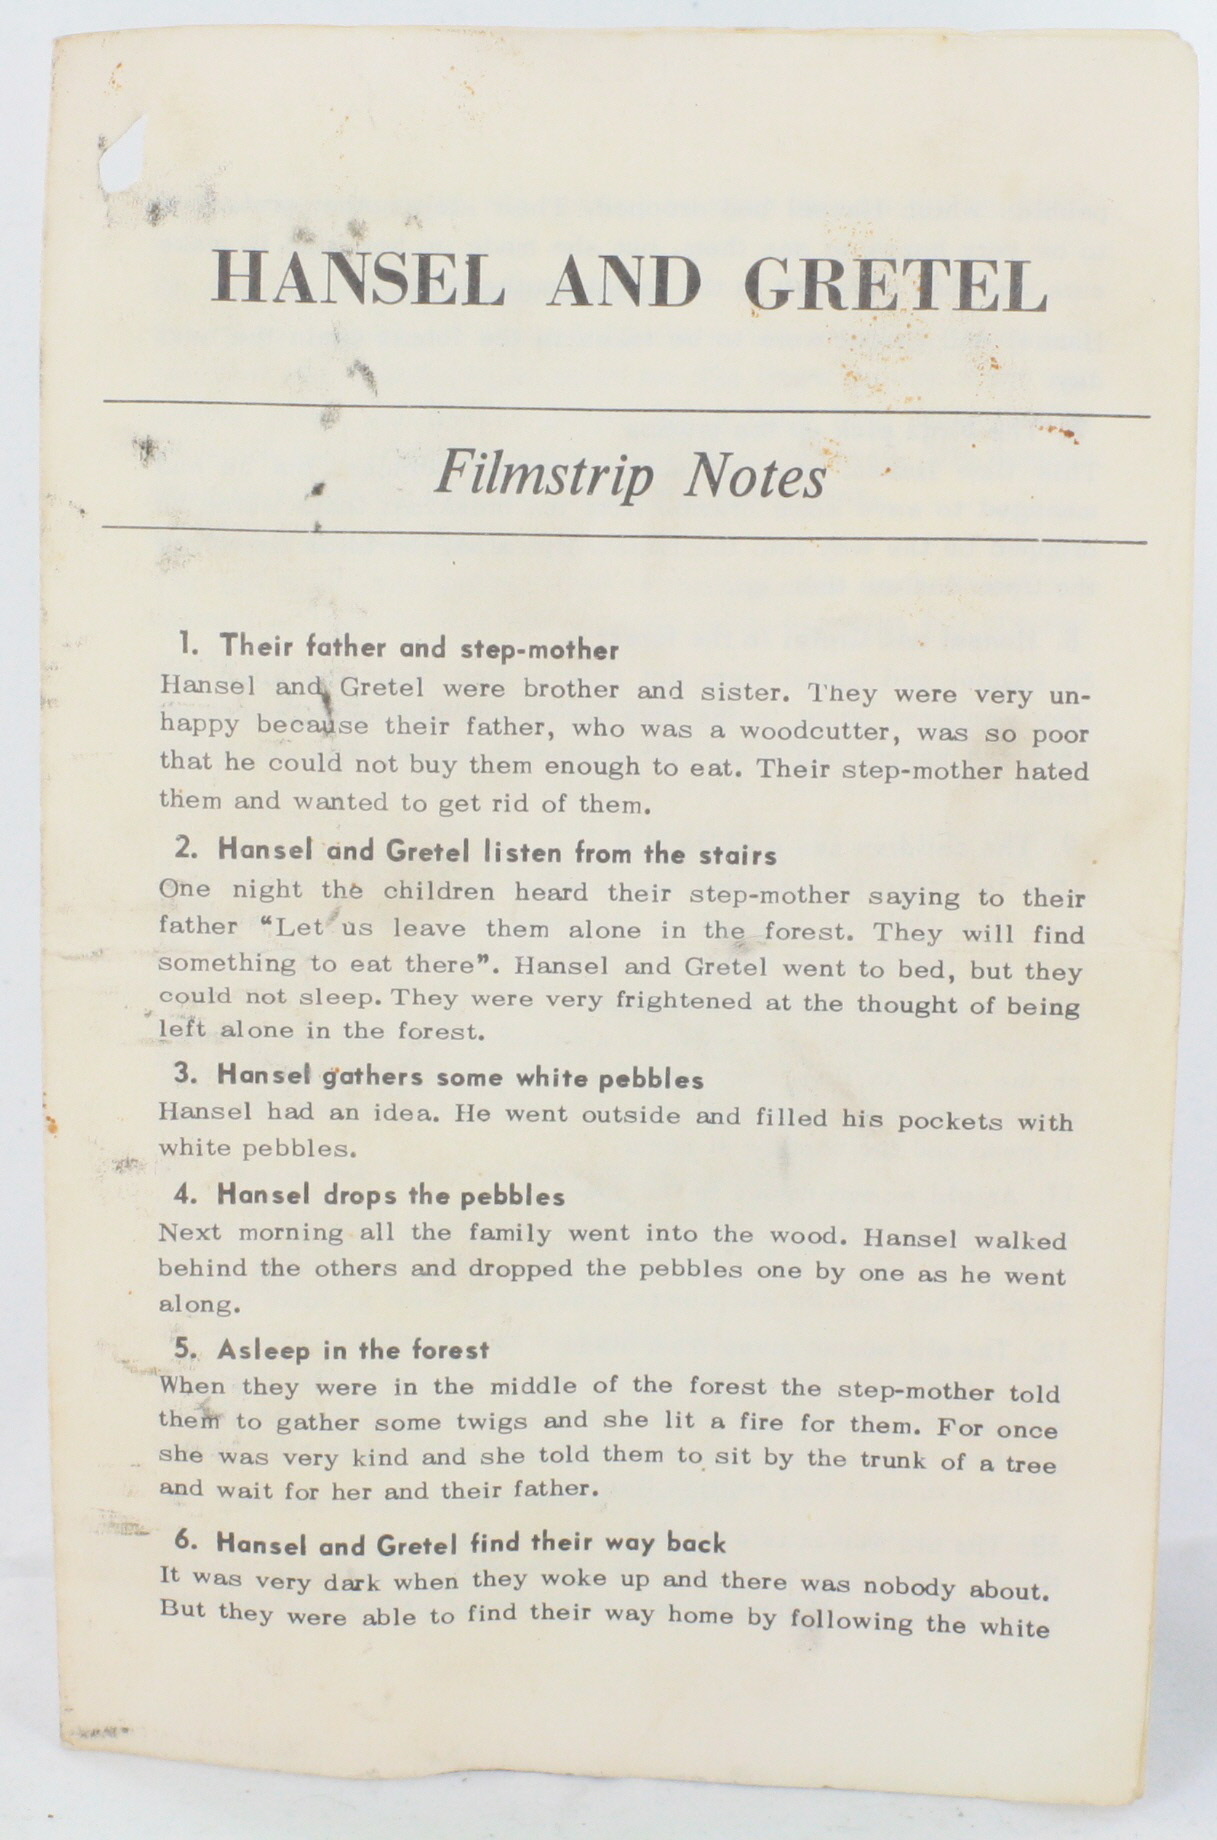 HANSEL AND GRETEL
Filmstrip Notes
1. Their father and step-mother
Hansel and Gretel were brother and sister. They were very un-
happy because their father, who was a woodcutter, was so poor
that he could not buy them enough to eat. Their step-mother hated
them and wanted to get rid of them.
2. Hansel and Gretel listen from the stairs
One night the children heard their step-mother saying to their
father “Let us leave them alone in the forest. They will find
something to eat there”. Hansel and Gretel went to bed, but they
could not sleep. They were very frightened at the thought of being
left alone in the forest.
3. Hansel gathers some white pebbles
Hansel had an idea. He went outside and filled his pockets with
white pebbles.
4. Hansel drops the pebbles
Next morning all the family went into the wood. Hansel walked
behind the others and dropped the pebbles one by one as he went
along.
5. Asleep in the forest
When they were in the middle of the forest the step-mother told
them to gather some twigs and she lit a fire for them. For once
she was very kind and she told them to sit by the trunk of a tree
and wait for her and their father.
6. Hansel and Gretel find their way back
It was very dark when they woke up and there was nobody about.
But they were able to find their way home by following the white